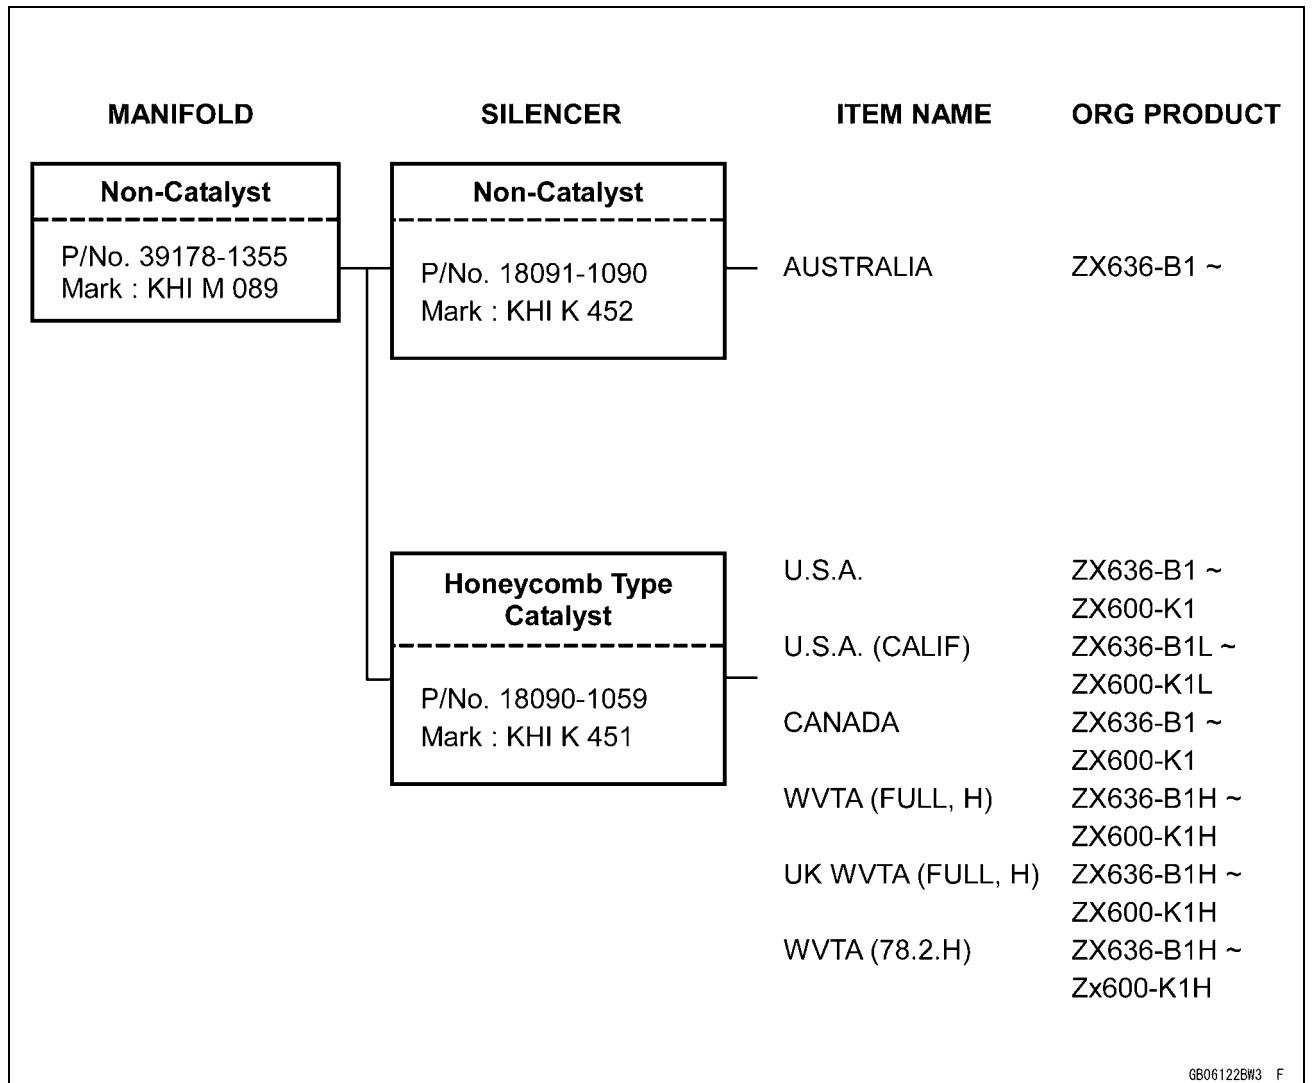 MANIFOLD SILENCER ITEM NAME ORG PRODUCT
Non-Catalyst
P/No. 39178-1355
Mark : KHI M 089
Non-Catalyst
P/No. 18091-1090
Mark : KHI K 452
AUSTRALIA ZX636-B1 ~
Honeycomb Type
Catalyst
P/No. 18090-1059
Mark : KHI K 451
U.S.A. ZX636-B1 ~
ZX600-K1
U.S.A. (CALIF) ZX636-B1L ~
ZX600-K1L
CANADA ZX636-B1 ~
ZX600-K1
WVTA (FULL, H) ZX636-B1H ~
ZX600-K1H
UK WVTA (FULL, H) ZX636-B1H ~
ZX600-K1H
WVTA (78.2.H) ZX636-B1H ~
Zx600-K1H
GB06122BW3 F